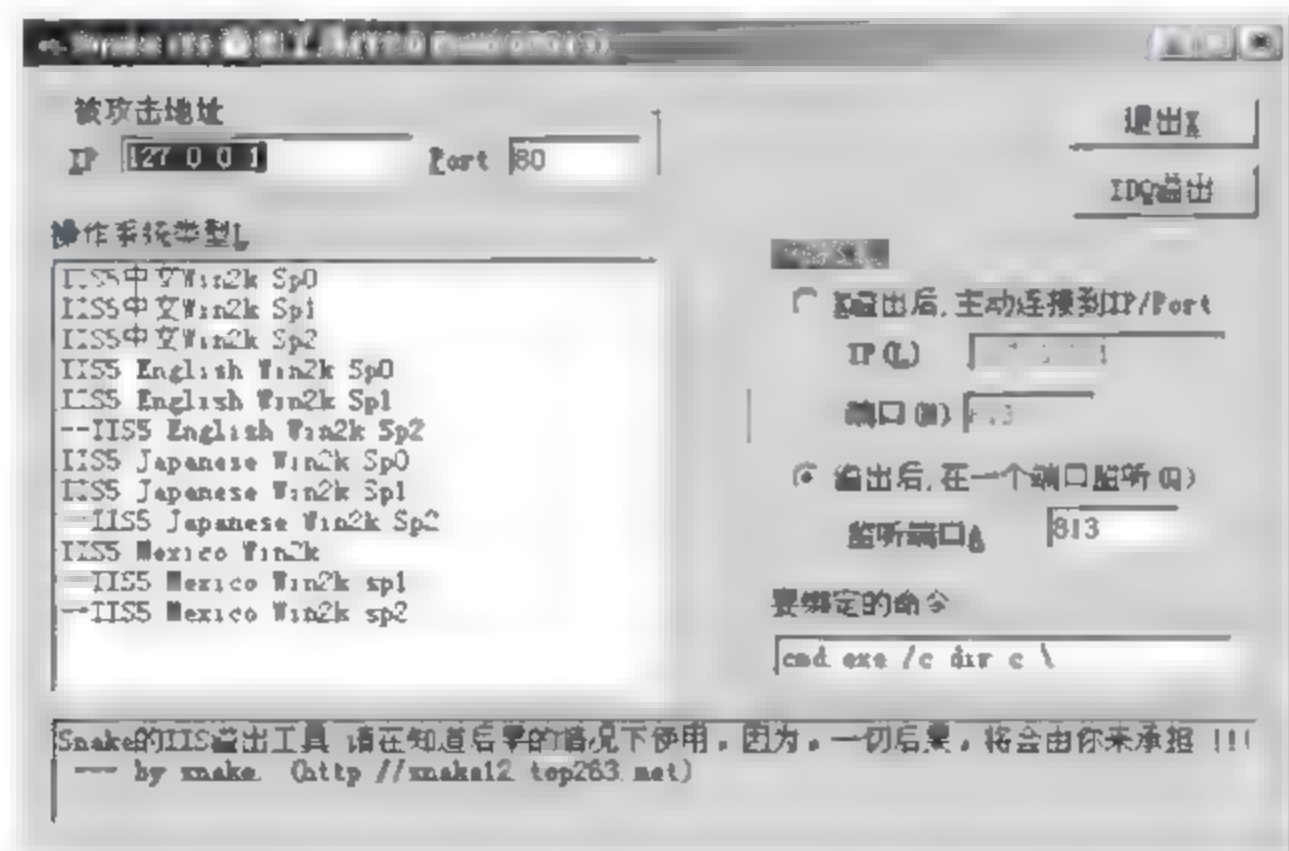 被攻击地址
IP 127 0 0 1 Port 80
退出X
IDQ溢出
操作系统类型L
IIS5中文Win2k Sp0
IIS5中文Win2k Sp1
IIS5中文Win2k Sp2
IIS5 English Win2k Sp0
IIS5 English Win2k Sp1
--IIS5 English Win2k Sp2
IIS5 Japanese Win2k Sp0
IIS5 Japanese Win2k Sp1
--IIS5 Japanese Win2k Sp2
IIS5 Mexico Win2k
--IIS5 Mexico Win2k sp1
--IIS5 Mexico Win2k sp2
溢出后,主动连接到IP/Port
IP(L)
端口(M)
溢出后,在一个端口监听(Q)
监听端口A 813
要绑定的命令
cmd exe /c dir c \
Snake的IIS溢出工具 请在知道后果的情况下使用，因为，一切后果，将会由你来承担 !!!
--- by snake. (http //snake12 top263 net)